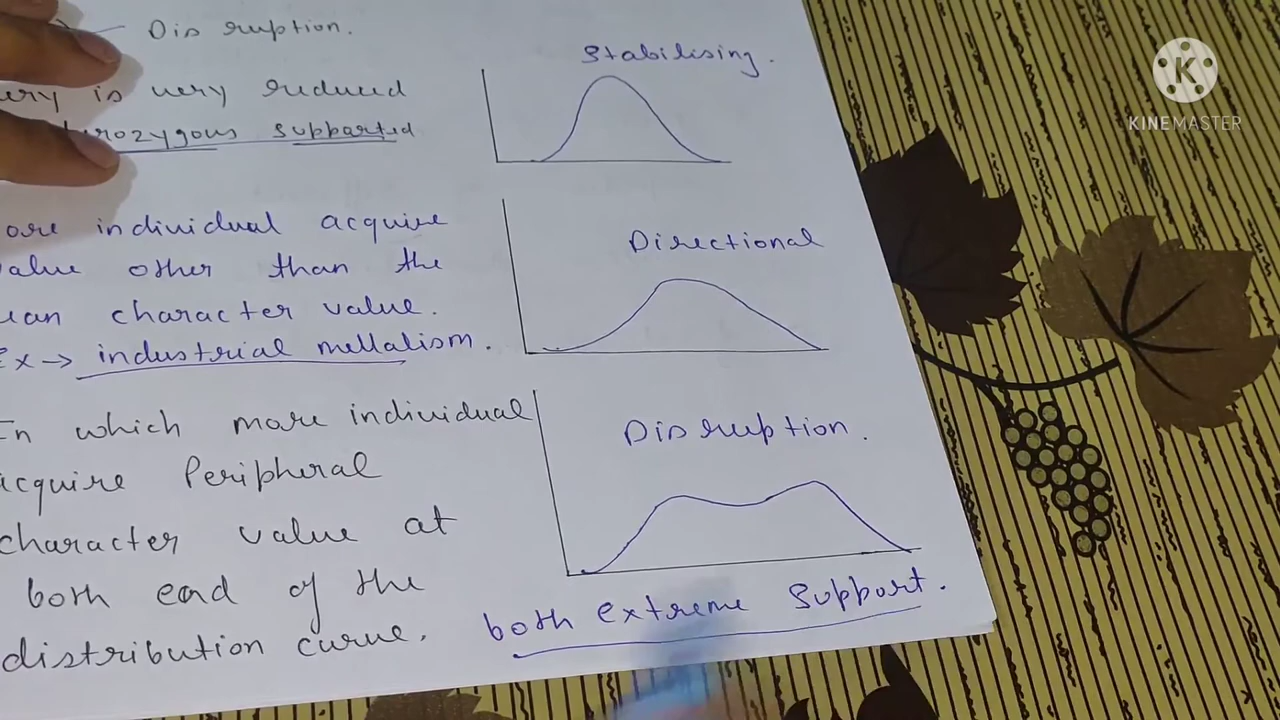 Disruption.
Stabilising.
is very reduced
supported
Directional
individual acquire
other than the
character value.
Ex → industrial mellalism.
Disruption.
In which more individual
acquire Peripheral
character value at
both end of the
distribution curve.
both extreme support.
K
KINEMASTER